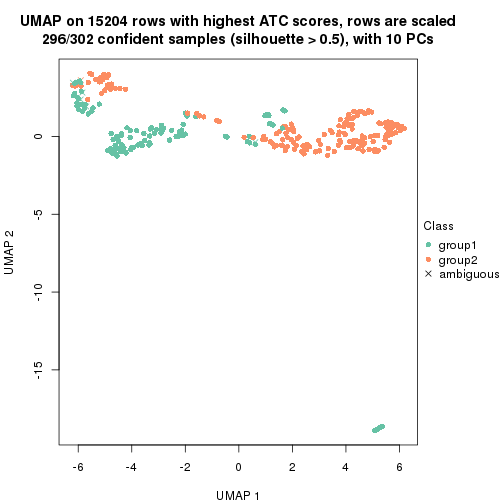 UMAP on 15204 rows with highest ATC scores, rows are scaled
296/302 confident samples (silhouette > 0.5), with 10 PCs
UMAP 2
0
-5
-10
-15
-6
-4
-2
0
2
4
6
UMAP 1
Class
group1
group2
ambiguous